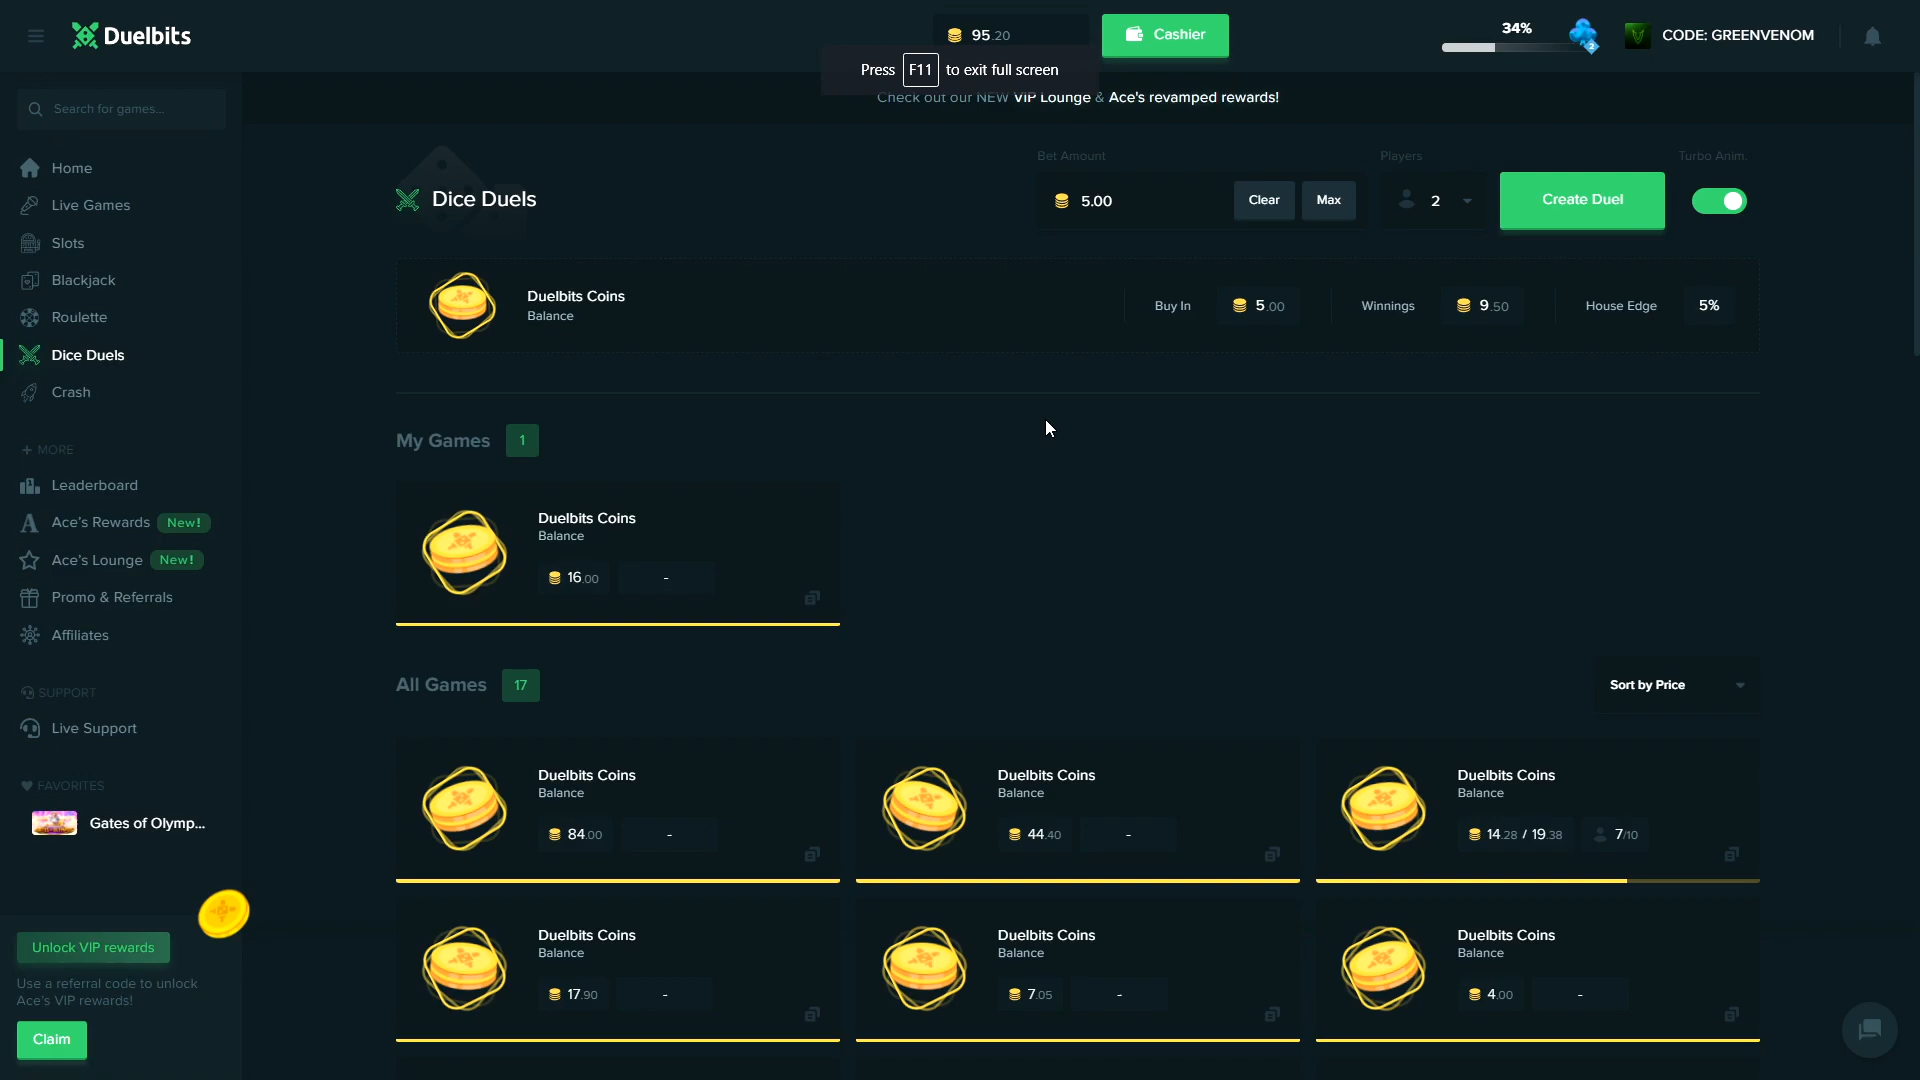 Duelbits
95.20
Cashier
34%
2
CODE: GREENVENOM
Press F11 to exit full screen
Check out our NEW VIP Lounge & Ace's revamped rewards!
Search for games...
Home
Live Games
Slots
Blackjack
Roulette
Dice Duels
Crash
MORE
Leaderboard
Ace's Rewards New!
Ace's Lounge New!
Promo & Referrals
Affiliates
SUPPORT
Live Support
FAVORITES
Gates of Olymp...
Unlock VIP rewards
Use a referral code to unlock
Ace's VIP rewards!
Claim
Dice Duels
Bet Amount
5.00
Clear
Max
Players
2
Create Duel
Turbo Anim.
Duelbits Coins
Balance
Buy In
5.00
Winnings
9.50
House Edge
5%
My Games 1
Duelbits Coins
Balance
16.00
-
All Games 17
Sort by Price
Duelbits Coins
Balance
84.00
-
Duelbits Coins
Balance
44.40
-
Duelbits Coins
Balance
14.28 / 19.38
7/10
Duelbits Coins
Balance
17.90
-
Duelbits Coins
Balance
7.05
-
Duelbits Coins
Balance
4.00
-